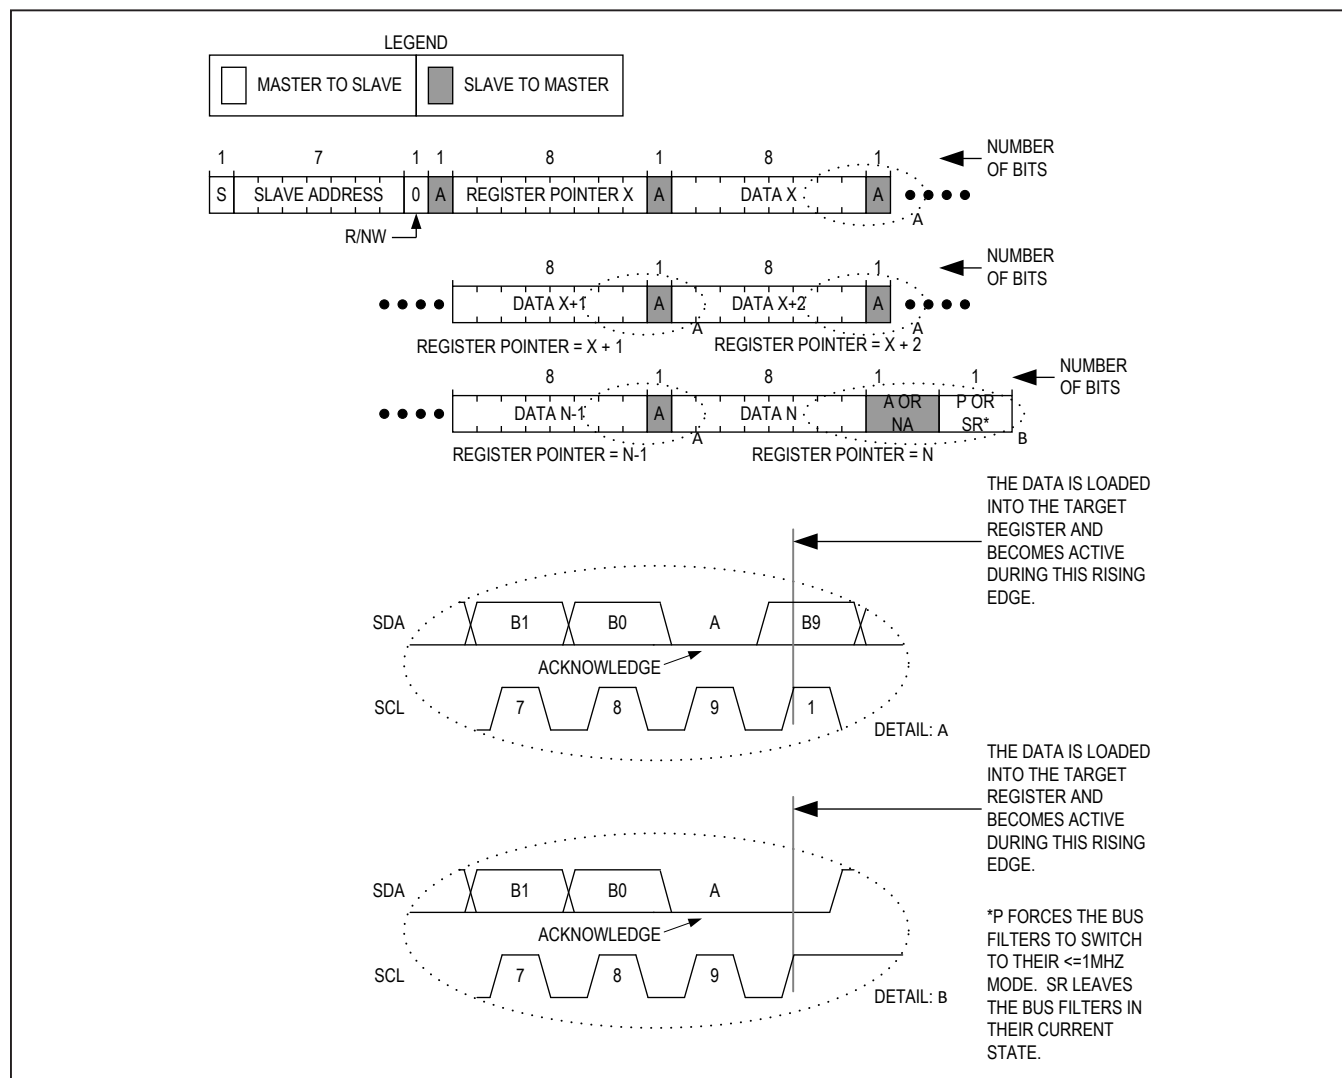 LEGEND
MASTER TO SLAVE
SLAVE TO MASTER
1 7 1 1 8 1 8 1
NUMBER
OF BITS
S SLAVE ADDRESS 0 A REGISTER POINTER X A DATA X A
A
R/NW
8 1 8 1
NUMBER
OF BITS
DATA X+1 A DATA X+2 A
A A
REGISTER POINTER = X + 1 REGISTER POINTER = X + 2
8 1 8 1 1
NUMBER
OF BITS
DATA N-1 A DATA N
A OR
NA
P OR
SR*
A B
REGISTER POINTER = N-1 REGISTER POINTER = N
THE DATA IS LOADED
INTO THE TARGET
REGISTER AND
BECOMES ACTIVE
DURING THIS RISING
EDGE.
SDA B1 B0 A B9
ACKNOWLEDGE
SCL 7 8 9 1
DETAIL: A
THE DATA IS LOADED
INTO THE TARGET
REGISTER AND
BECOMES ACTIVE
DURING THIS RISING
EDGE.
SDA B1 B0 A
ACKNOWLEDGE
SCL 7 8 9
DETAIL: B
*P FORCES THE BUS
FILTERS TO SWITCH
TO THEIR <=1MHZ
MODE. SR LEAVES
THE BUS FILTERS IN
THEIR CURRENT
STATE.